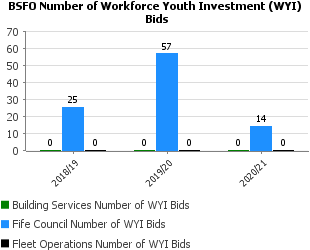 BSFO Number of Workforce Youth Investment (WYI)
Bids
70
60
50
40
30
20
10
0
0 25 0
0 57 0
0 14 0
2018/19
2019/20
2020/21
Building Services Number of WYI Bids
Fife Council Number of WYI Bids
Fleet Operations Number of WYI Bids